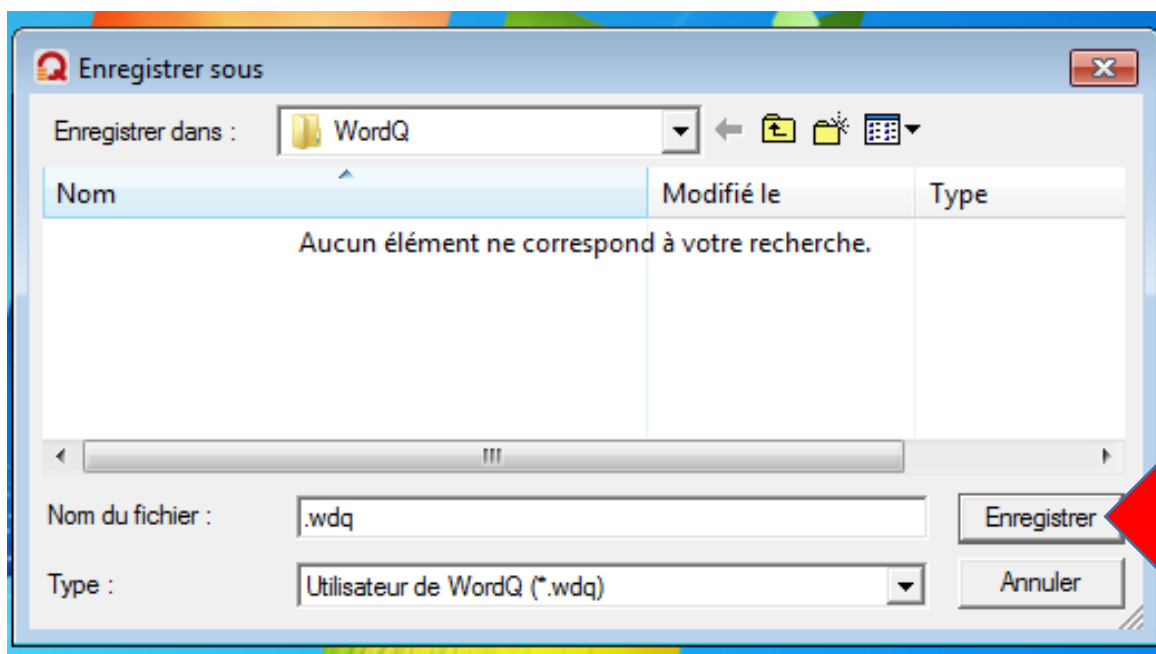 Enregistrer sous
Enregistrer dans : WordQ
Nom Modifié le Type
Aucun élément ne correspond à votre recherche.
Nom du fichier : .wdq Enregistrer
Type : Utilisateur de WordQ (*.wdq) Annuler